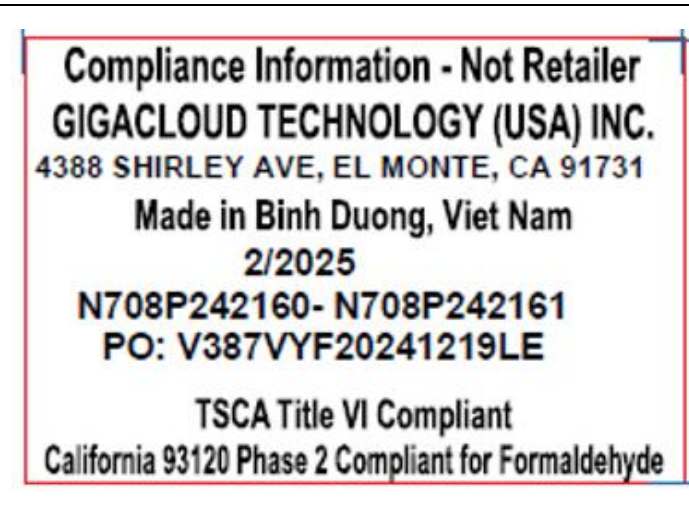 Compliance Information - Not Retailer
GIGACLOUD TECHNOLOGY (USA) INC.
4388 SHIRLEY AVE, EL MONTE, CA 91731
Made in Binh Duong, Viet Nam
2/2025
N708P242160- N708P242161
PO: V387VYF20241219LE
TSCA Title VI Compliant
California 93120 Phase 2 Compliant for Formaldehyde